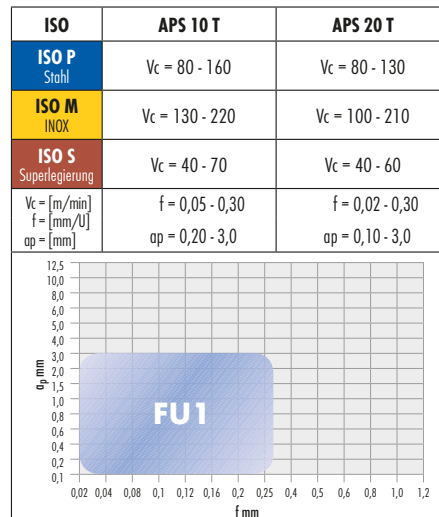 ISO APS 10 T APS 20 T
ISO P
Stahl
Vc = 80 - 160 Vc = 80 - 130
ISO M
INOX
Vc = 130 - 220 Vc = 100 - 210
ISO S
Superlegierung
Vc = 40 - 70 Vc = 40 - 60
Vc = [m/min]
f = [mm/U]
ap = [mm]
f = 0,05 - 0,30 f = 0,02 - 0,30
ap = 0,20 - 3,0 ap = 0,10 - 3,0
ap mm
12,5
10,0
8,0
6,0
5,0
4,0
3,0
2,0
1,5
1,0
0,8
0,6
0,4
0,2
0,1
FU1
0,02 0,04 0,08 0,1 0,12 0,16 0,2 0,25 0,4 0,5 0,6 0,8 1,0 1,2
f mm